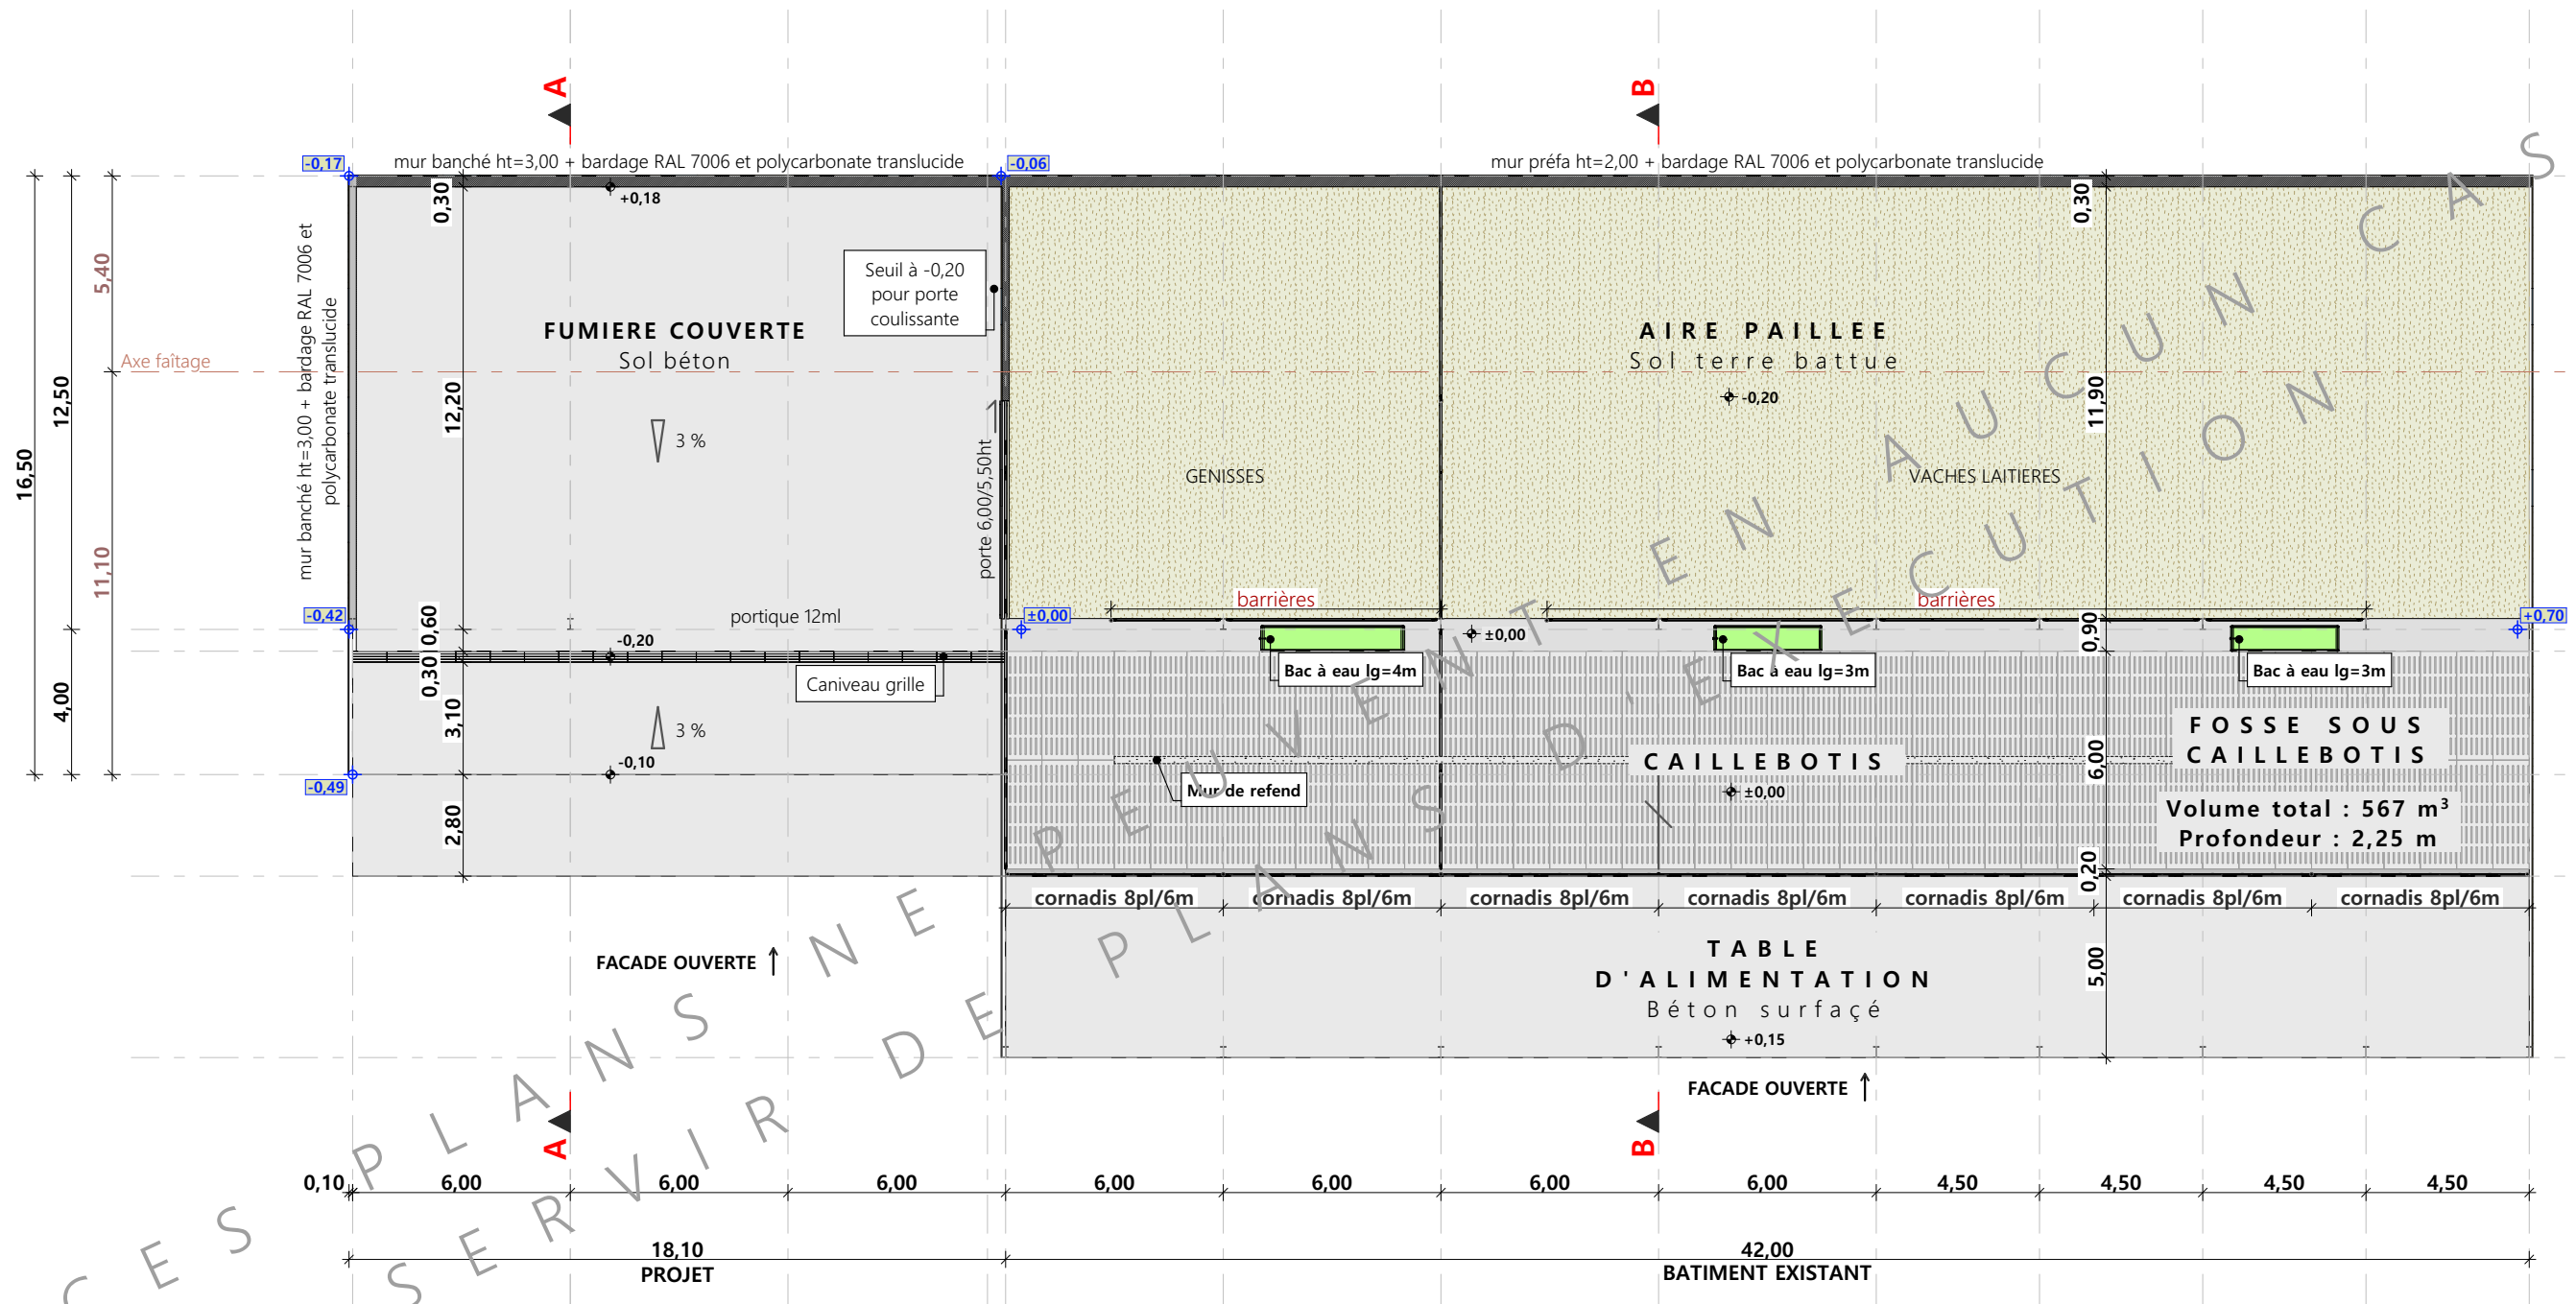 A
B
-0,17
mur banché ht=3,00 + bardage RAL 7006 et polycarbonate translucide
-0,06
mur préfa ht=2,00 + bardage RAL 7006 et polycarbonate translucide
0,30
+0,18
0,30
mur banché ht=3,00 + bardage RAL 7006 et
polycarbonate translucide
5,40
Seuil à -0,20
pour porte
coulissante
FUMIERE COUVERTE
Sol béton
AIRE PAILLEE
Sol terre battue
-0,20
Axe faîtage
12,50
12,20
11,90
3 %
16,50
porte 6,00/5,50ht
GENISSES
VACHES LAITIERES
11,10
barrières
barrières
-0,42
0,60
portique 12ml
±0,00
±0,00
0,90
+0,70
-0,20
0,30
Caniveau grille
Bac à eau lg=4m
Bac à eau lg=3m
Bac à eau lg=3m
4,00
3,10
3 %
-0,10
-0,49
FOSSE SOUS
CAILLEBOTIS
CAILLEBOTIS
±0,00
6,00
Mur de refend
Volume total : 567 m³
Profondeur : 2,25 m
2,80
0,20
cornadis 8pl/6m
cornadis 8pl/6m
cornadis 8pl/6m
cornadis 8pl/6m
cornadis 8pl/6m
cornadis 8pl/6m
cornadis 8pl/6m
FACADE OUVERTE
TABLE
D'ALIMENTATION
Béton surfaçé
+0,15
5,00
FACADE OUVERTE
A
B
0,10
6,00
6,00
6,00
6,00
6,00
6,00
6,00
4,50
4,50
4,50
4,50
18,10
PROJET
42,00
BATIMENT EXISTANT
CES PLANS NE PEUVENT EN AUCUN CAS
SERVIR DE PLANS D'EXECUTION